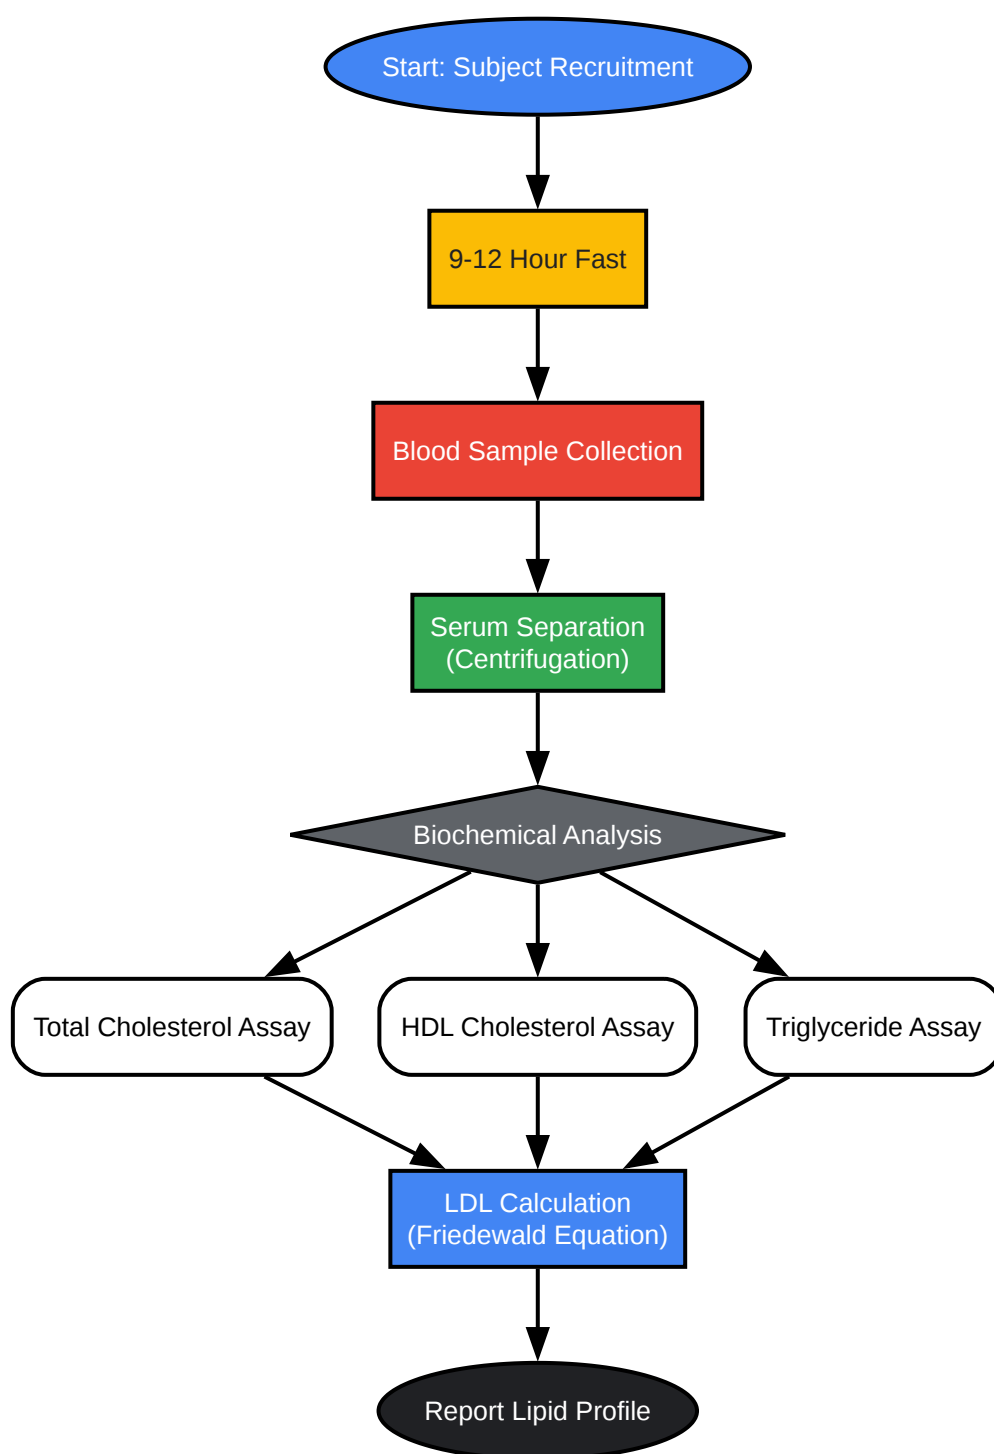 Start: Subject Recruitment
9-12 Hour Fast
Blood Sample Collection
Serum Separation
(Centrifugation)
Biochemical Analysis
Total Cholesterol Assay
HDL Cholesterol Assay
Triglyceride Assay
LDL Calculation
(Friedewald Equation)
Report Lipid Profile